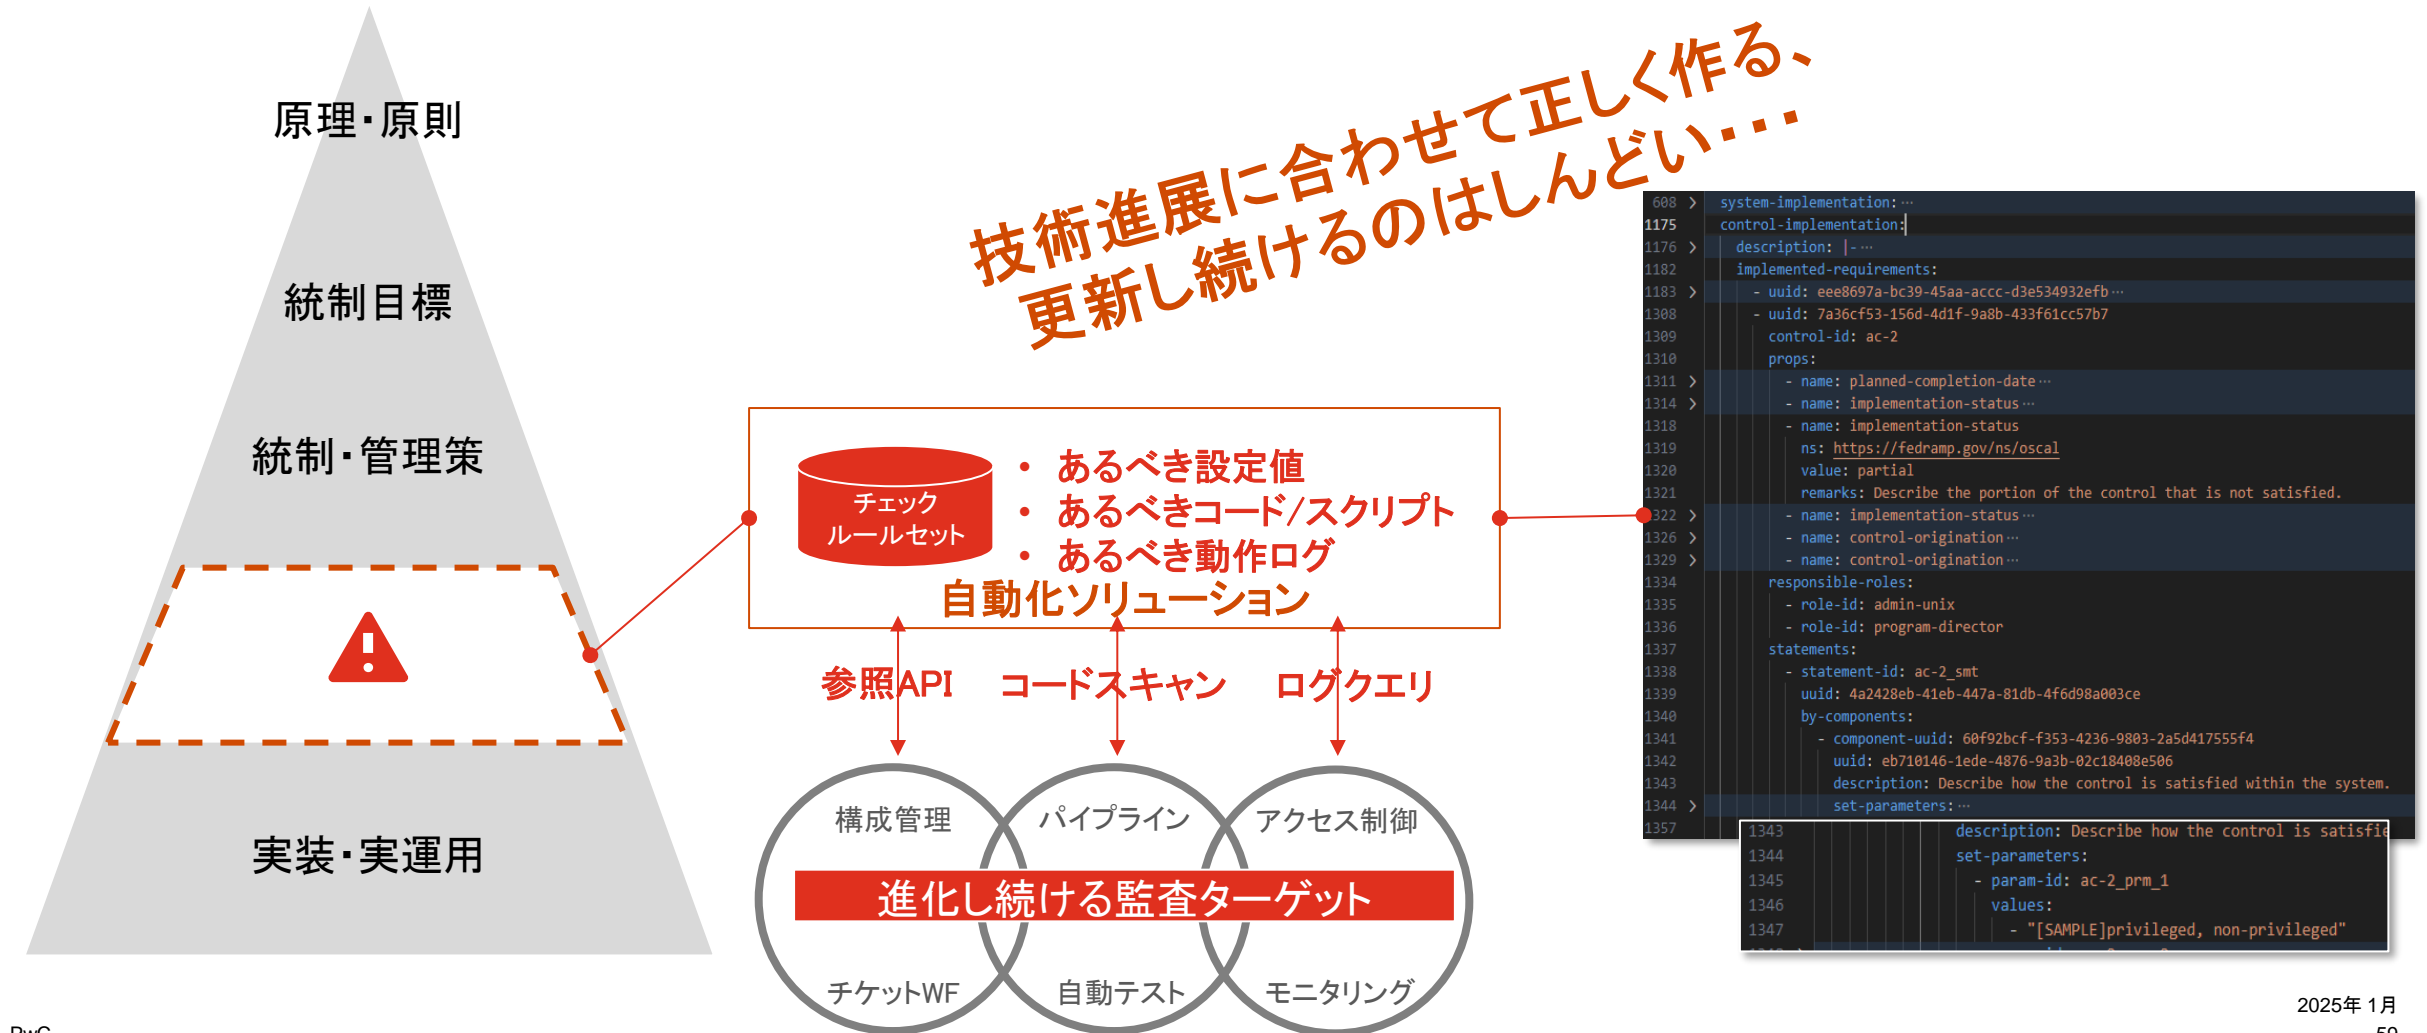 原理・原則
統制目標
統制・管理策
実装・実運用
技術進展に合わせて正しく作る、
更新し続けるのはしんどい・・・
チェック
ルールセット
・ あるべき設定値
・ あるべきコード/スクリプト
・ あるべき動作ログ
自動化ソリューション
参照API
コードスキャン
ログクエリ
構成管理
パイプライン
アクセス制御
進化し続ける監査ターゲット
チケットWF
自動テスト
モニタリング
608 > system-implementation: ···
1175 control-implementation:
1176 > description: |- ···
1182 implemented-requirements:
1183 > - uuid: eee8697a-bc39-45aa-accc-d3e534932efb ···
1308 - uuid: 7a36cf53-156d-4d1f-9a8b-433f61cc57b7
1309 control-id: ac-2
1310 props:
1311 > - name: planned-completion-date ···
1314 > - name: implementation-status ···
1318 - name: implementation-status
1319 ns: https://fedramp.gov/ns/oscal
1320 value: partial
1321 remarks: Describe the portion of the control that is not satisfied.
1322 > - name: implementation-status ···
1326 > - name: control-origination ···
1329 > - name: control-origination ···
1334 responsible-roles:
1335 - role-id: admin-unix
1336 - role-id: program-director
1337 statements:
1338 - statement-id: ac-2_smt
1339 uuid: 4a2428eb-41eb-447a-81db-4f6d98a003ce
1340 by-components:
1341 - component-uuid: 60f92bcf-f353-4236-9803-2a5d417555f4
1342 uuid: eb710146-1ede-4876-9a3b-02c18408e506
1343 description: Describe how the control is satisfied within the system.
1344 > set-parameters: ···
1357
1343 description: Describe how the control is satisfie
1344 set-parameters:
1345 - param-id: ac-2_prm_1
1346 values:
1347 - "[SAMPLE]privileged, non-privileged"
2025年 1月
59
PwC